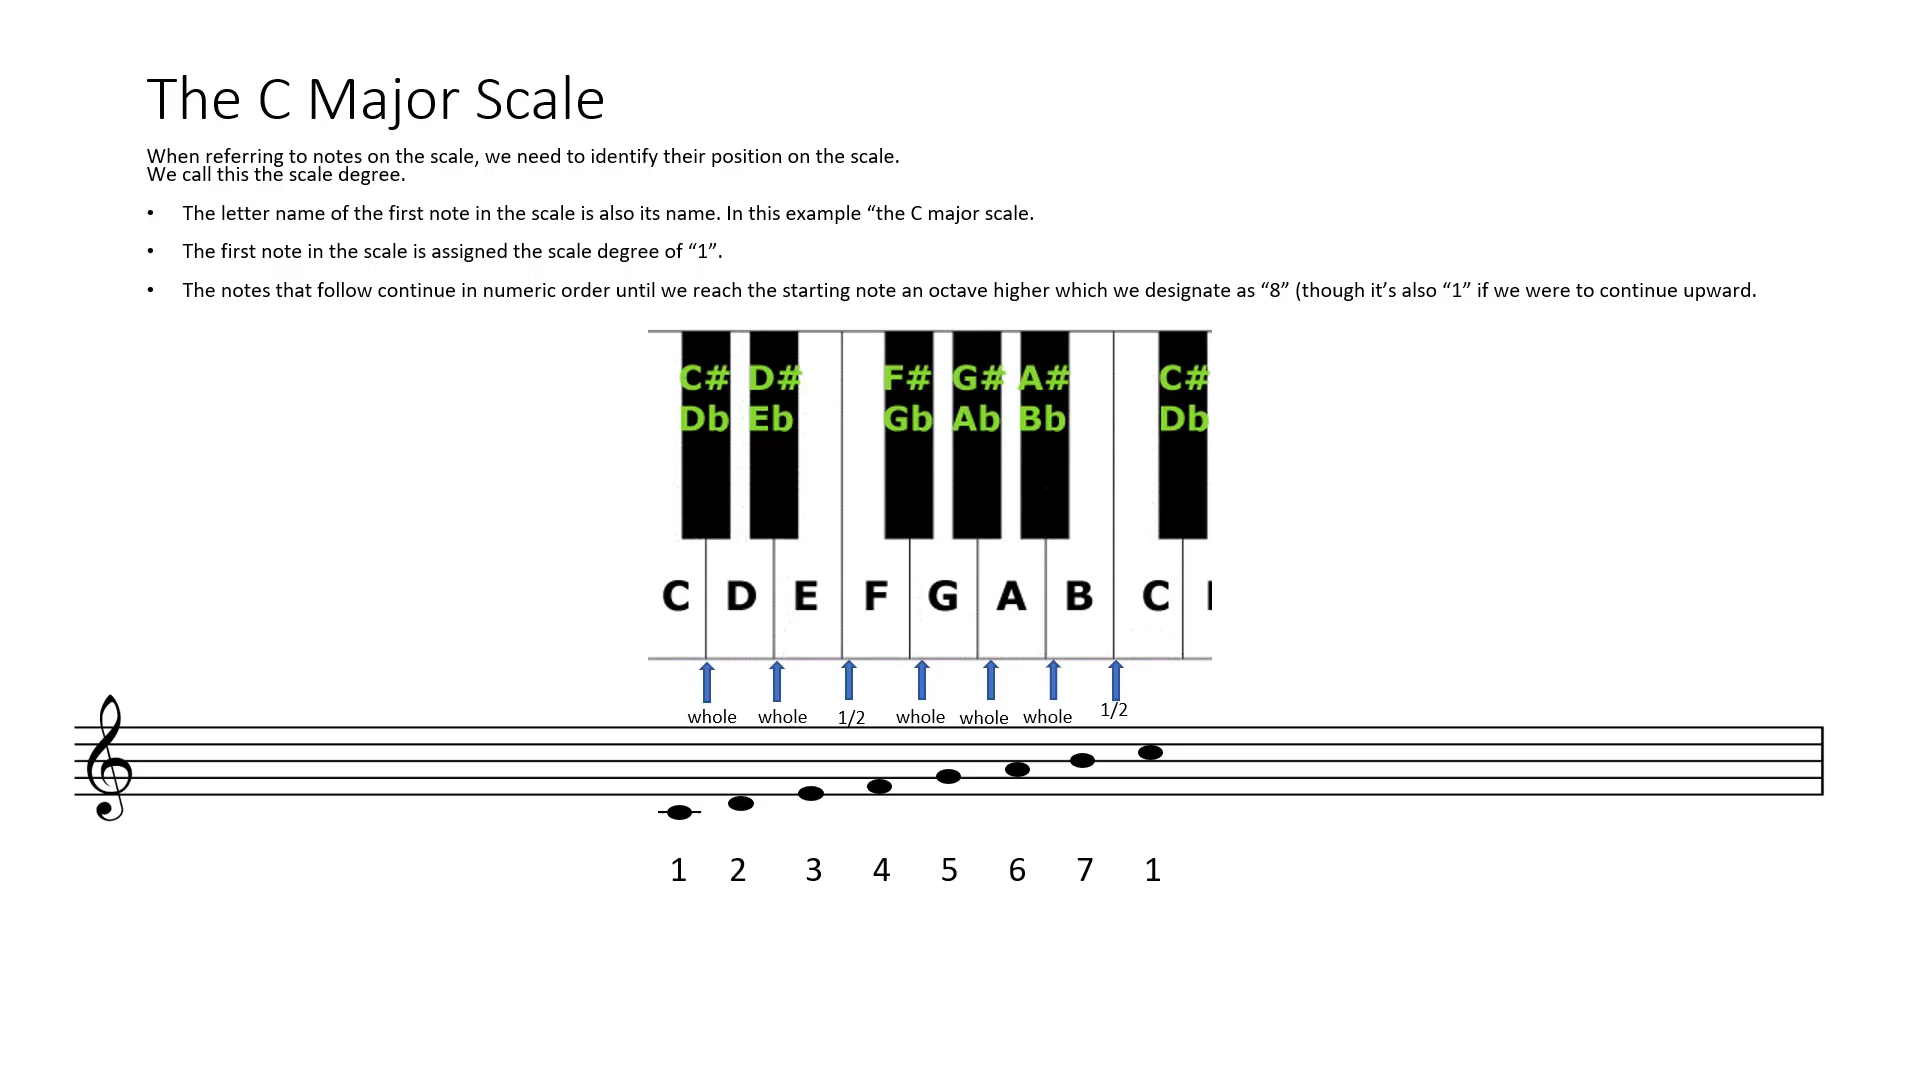 The C Major Scale
When referring to notes on the scale, we need to identify their position on the scale.
We call this the scale degree.
• The letter name of the first note in the scale is also its name. In this example “the C major scale.
• The first note in the scale is assigned the scale degree of “1”.
• The notes that follow continue in numeric order until we reach the starting note an octave higher which we designate as “8” (though it’s also “1” if we were to continue upward.
C# D# F# G# A# C#
Db Eb Gb Ab Bb Db
C D E F G A B C
whole whole 1/2 whole whole whole 1/2
1 2 3 4 5 6 7 1